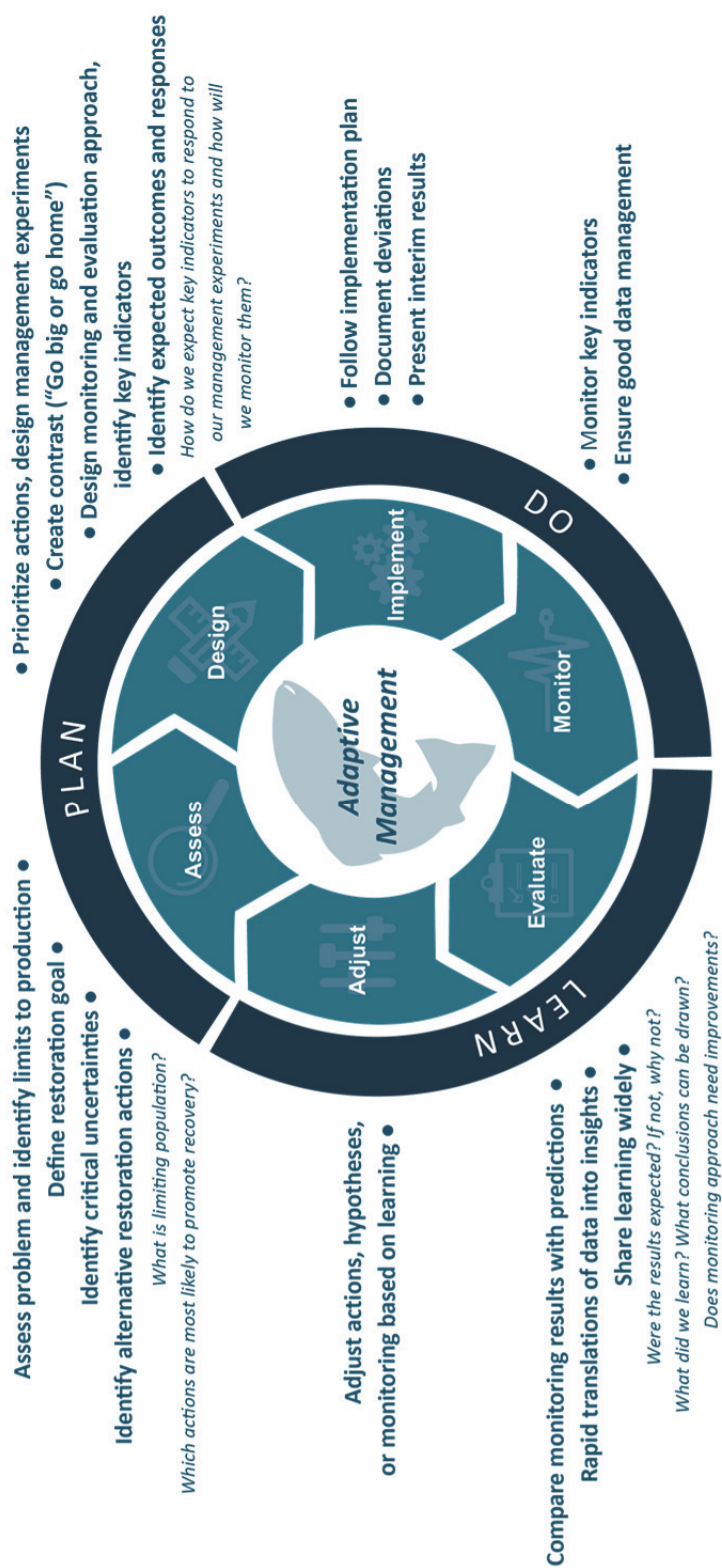 Assess problem and identify limits to production ●
Define restoration goal ●
Identify critical uncertainties ●
Identify alternative restoration actions ●
What is limiting population?
Which actions are most likely to promote recovery?
● Prioritize actions, design management experiments
● Create contrast (“Go big or go home”)
● Design monitoring and evaluation approach,
identify key indicators
● Identify expected outcomes and responses
How do we expect key indicators to respond to
our management experiments and how will
we monitor them?
PLAN
Assess
Design
Adjust
Adaptive
Management
Implement
Evaluate
Monitor
LEARN
DO
Adjust actions, hypotheses,
or monitoring based on learning ●
● Follow implementation plan
● Document deviations
● Present interim results
Compare monitoring results with predictions ●
Rapid translations of data into insights ●
Share learning widely ●
Were the results expected? If not, why not?
What did we learn? What conclusions can be drawn?
Does monitoring approach need improvements?
● Monitor key indicators
● Ensure good data management